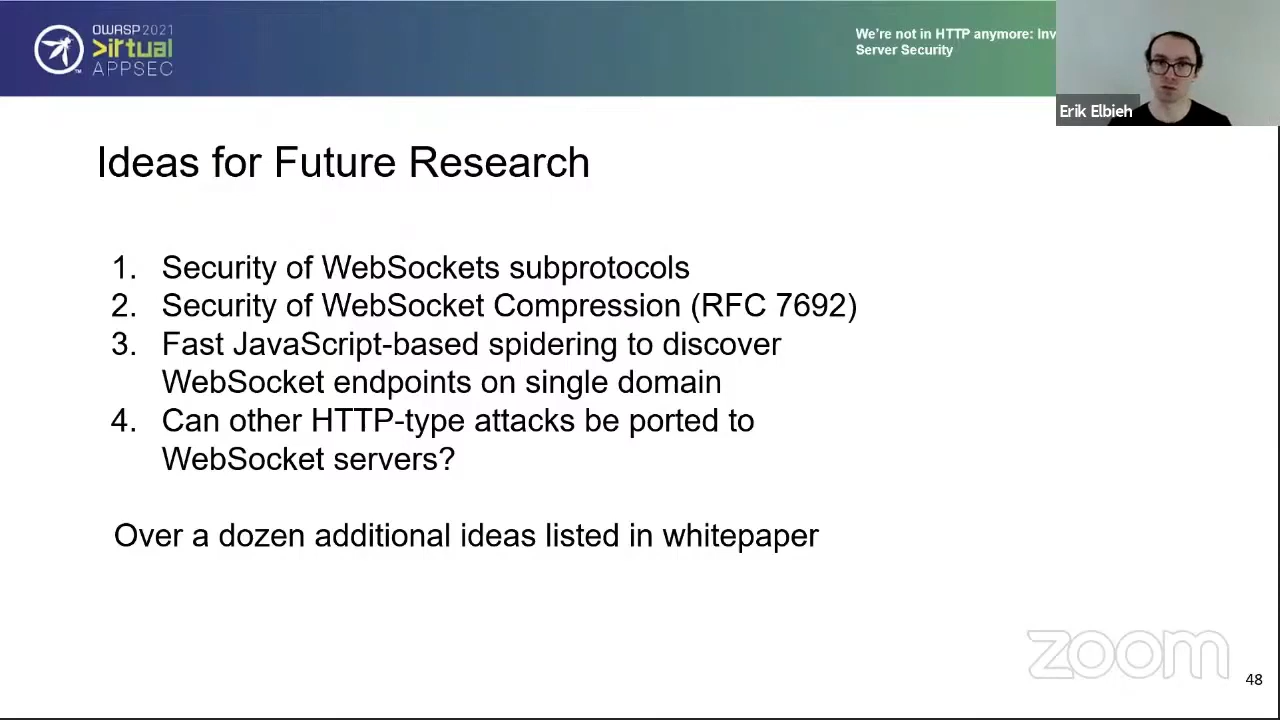 OWASP 2021
Virtual
APPSEC
We're not in HTTP anymore:
Server Security
Erik Elbieh
Ideas for Future Research
1. Security of WebSockets subprotocols
2. Security of WebSocket Compression (RFC 7692)
3. Fast JavaScript-based spidering to discover
WebSocket endpoints on single domain
4. Can other HTTP-type attacks be ported to
WebSocket servers?
Over a dozen additional ideas listed in whitepaper
zoom
48